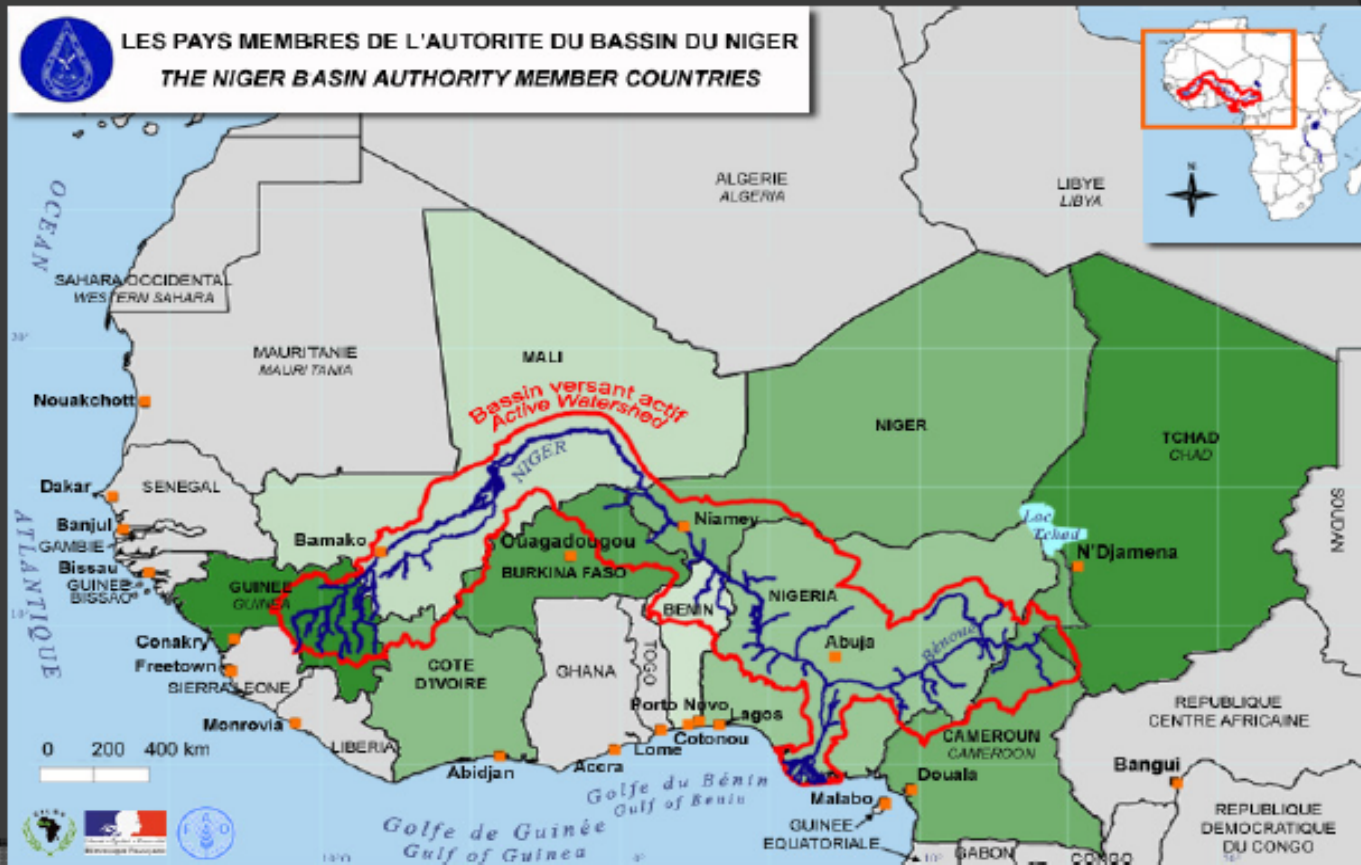 LES PAYS MEMBRES DE L'AUTORITE DU BASSIN DU NIGER
THE NIGER BASIN AUTHORITY MEMBER COUNTRIES
N
OCEAN
ATLANTIQUE
ALGERIE
ALGERIA
LIBYE
LIBYA
SAHARA OCCIDENTAL
WESTERN SAHARA
MAURITANIE
MAURITANIA
MALI
Bassin versant actif
Active Watershed
NIGER
NIGER
TCHAD
CHAD
SOUDAN
Nouakchott
Dakar
SENEGAL
Banjul
GAMBIE
Bissau
GUINEE
BISSAO
Bamako
Niamey
Ouagadougou
BURKINA FASO
Lac
Tchad
N'Djamena
GUINEE
GUINEA
BENIN
NIGERIA
Abuja
Bénoué
Conakry
Freetown
SIERRA LEONE
COTE
D'IVOIRE
GHANA
TOGO
Monrovia
LIBERIA
Porto Novo
Lagos
Cotonou
Lome
Accra
Abidjan
CAMEROUN
CAMEROON
Douala
REPUBLIQUE
CENTRE AFRICAINE
Bangui
Malabo
GUINEE
EQUATORIALE
GABON
CONGO
REPUBLIQUE
DEMOCRATIQUE
DU CONGO
Golfe du Bénin
Gulf of Benin
Golfe de Guinée
Gulf of Guinea
0 200 400 km
10°
0°
10°